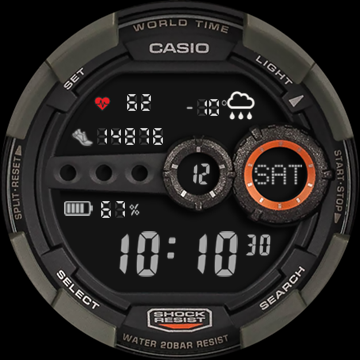 WORLD TIME
CASIO
SET
LIGHT
62
-10°
14876
SPLIT-RESET
12
SAT
START-STOP
67%
10:10 30
SELECT
SEARCH
SHOCK
RESIST
WATER 20BAR RESIST